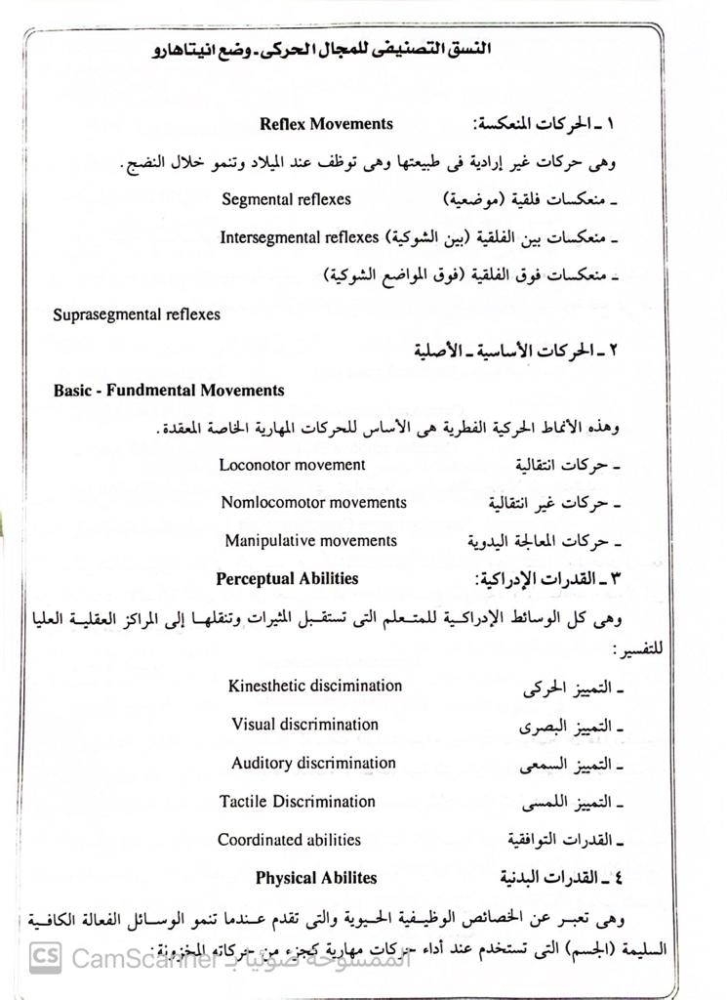 النسق التصنيفى للمجال الحركى ـ وضع انيتاهارو
١ ـ الحركات المنعكسة: Reflex Movements
وهى حركات غير إرادية فى طبيعتها وهى توظف عند الميلاد وتنمو خلال النضج.
ـ منعكسات فلقية (موضعية) Segmental reflexes
ـ منعكسات بين الفلقية (بين الشوكية) Intersegmental reflexes
ـ منعكسات فوق الفلقية (فوق المواضع الشوكية)
Suprasegmental reflexes
٢ ـ الحركات الأساسية ـ الأصلية
Basic - Fundmental Movements
وهذه الأنماط الحركية الفطرية هى الأساس للحركات المهارية الخاصة المعقدة.
ـ حركات انتقالية Loconotor movement
ـ حركات غير انتقالية Nomlocomotor movements
ـ حركات المعالجة اليدوية Manipulative movements
٣ ـ القدرات الإدراكية: Perceptual Abilities
وهى كل الوسائط الإدراكية للمتعلم التى تستقبل المثيرات وتنقلها إلى المراكز العقلية العليا
للتفسير:
ـ التمييز الحركى Kinesthetic discimination
ـ التمييز البصرى Visual discrimination
ـ التمييز السمعى Auditory discrimination
ـ التمييز اللمسى Tactile Discrimination
ـ القدرات التوافقية Coordinated abilities
٤ ـ القدرات البدنية Physical Abilites
وهى تعبر عن الخصائص الوظيفية الحيوية والتى تقدم عندما تنمو الوسائل الفعالة الكافية
السليمة (الجسم) التى تستخدم عند أداء حركات مهارية كجزء من حركاته المخزونة:
CS CamScanner الممسوحة ضوئيا بـ